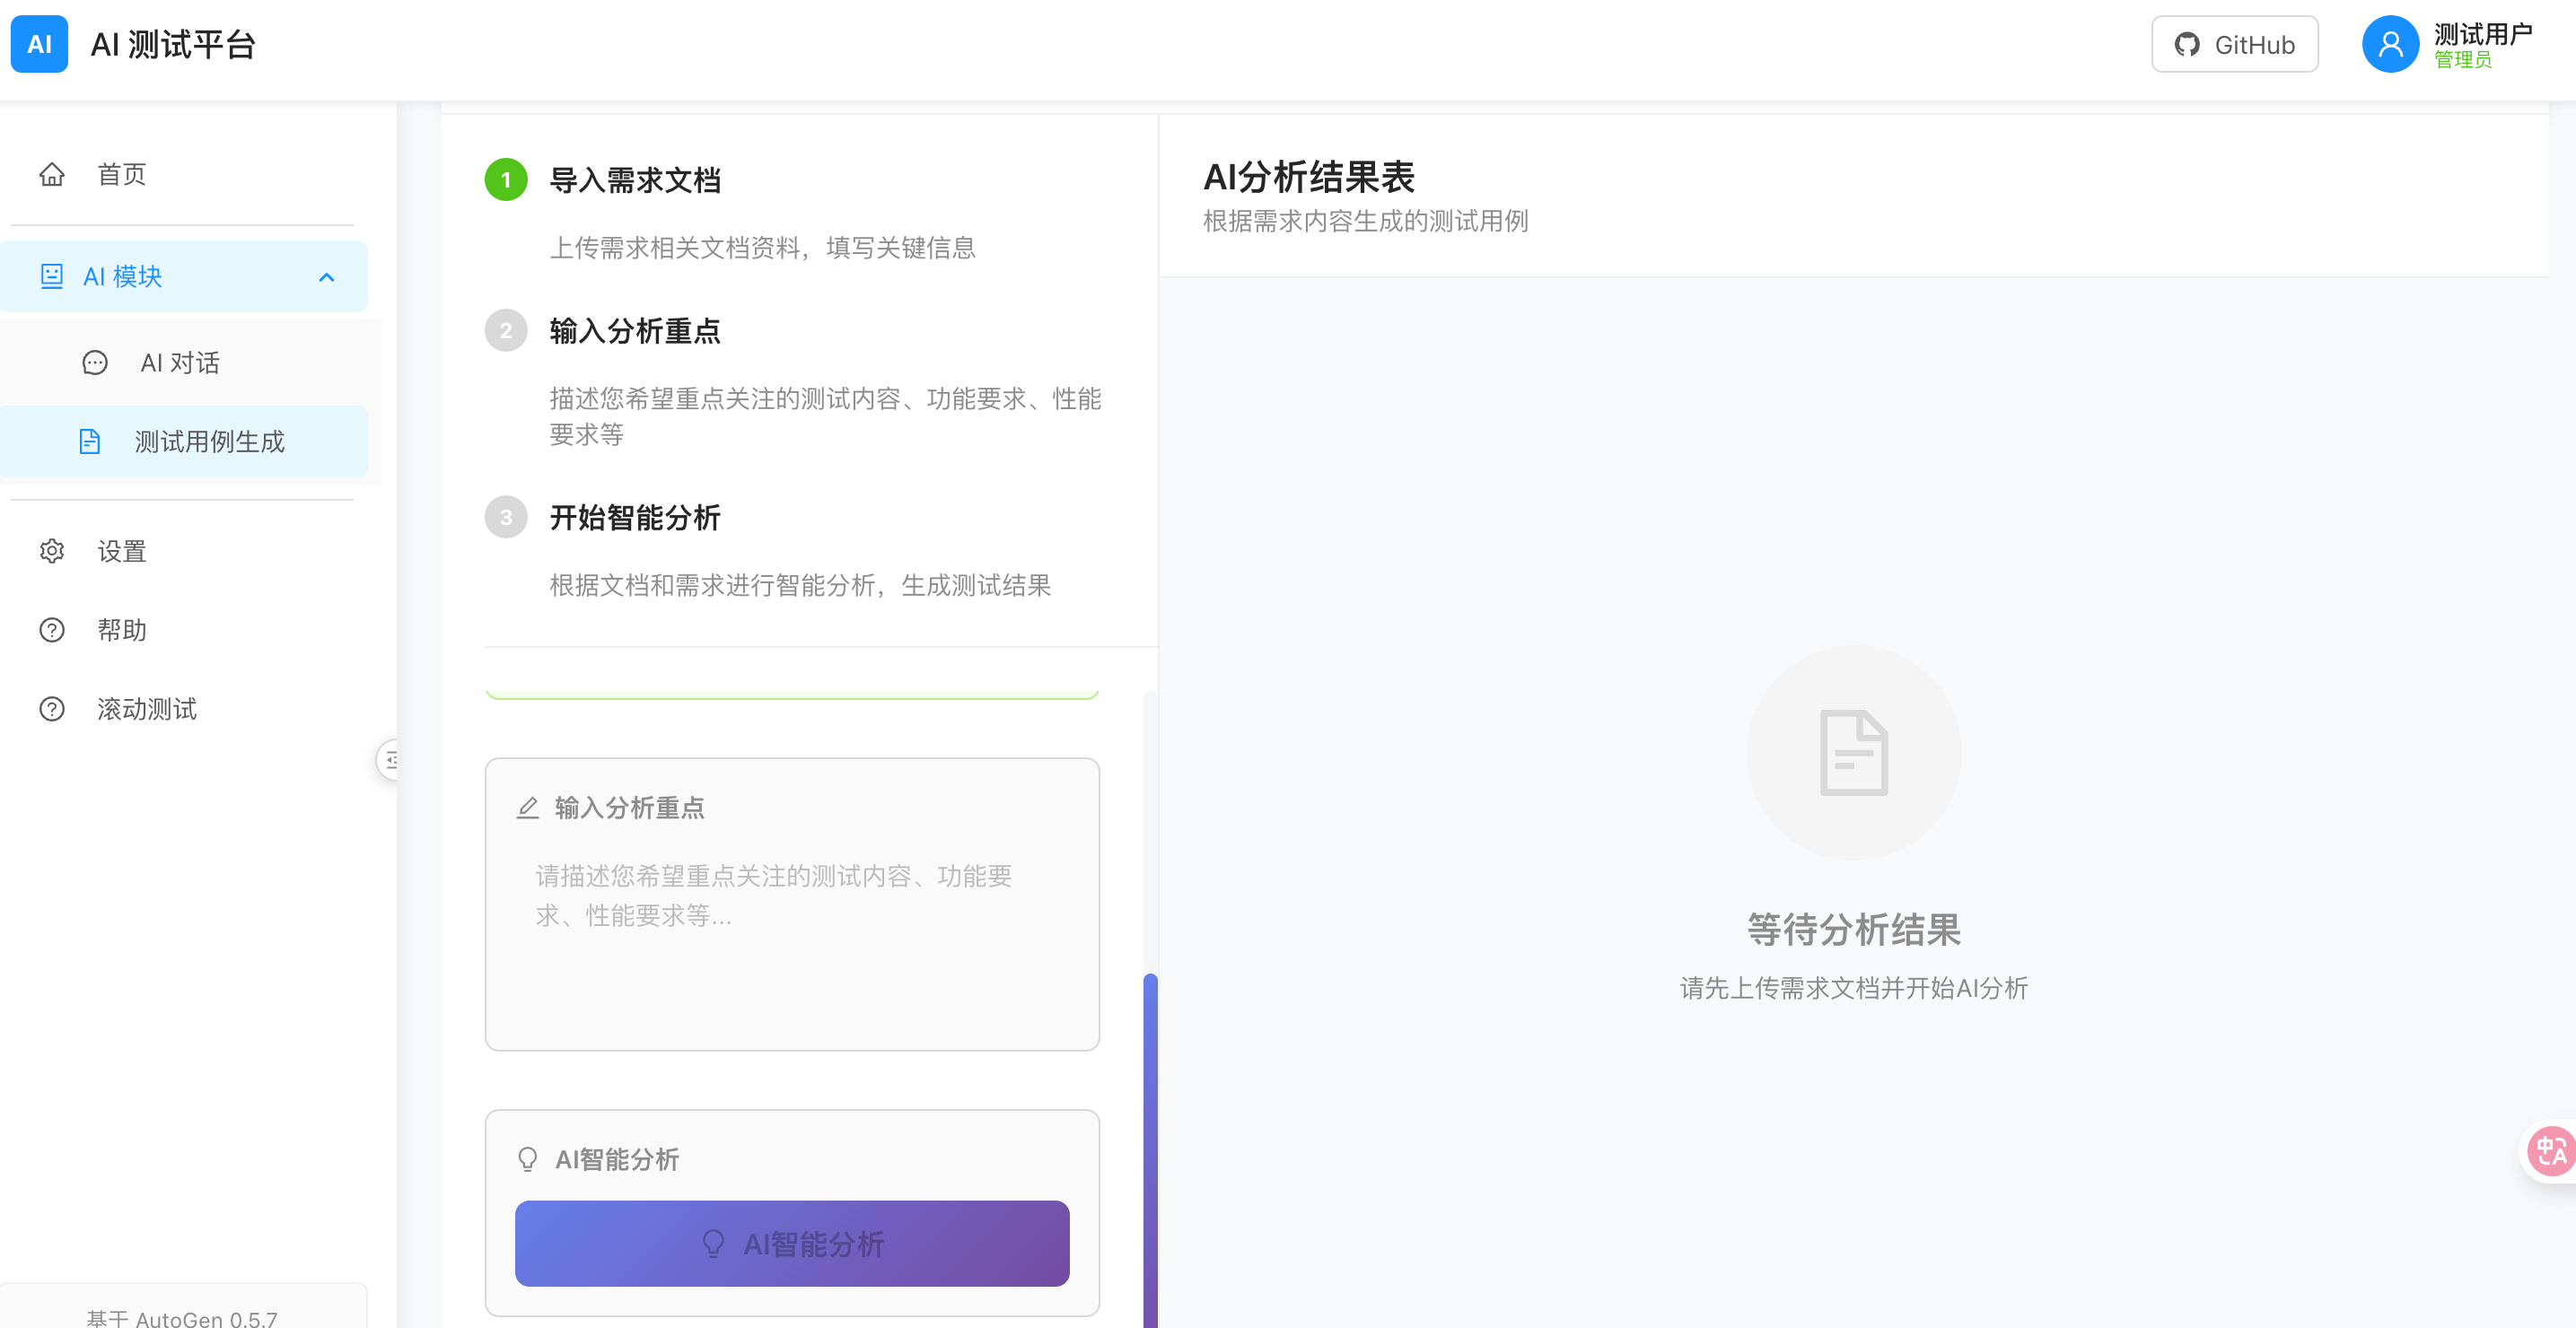 AI
AI 测试平台
GitHub
测试用户
管理员
首页
AI 模块
AI 对话
测试用例生成
设置
帮助
滚动测试
基于 AutoGen 0.5.7
1
导入需求文档
上传需求相关文档资料，填写关键信息
2
输入分析重点
描述您希望重点关注的测试内容、功能要求、性能
要求等
3
开始智能分析
根据文档和需求进行智能分析，生成测试结果
输入分析重点
请描述您希望重点关注的测试内容、功能要
求、性能要求等...
AI智能分析
AI智能分析
AI分析结果表
根据需求内容生成的测试用例
等待分析结果
请先上传需求文档并开始AI分析
中A